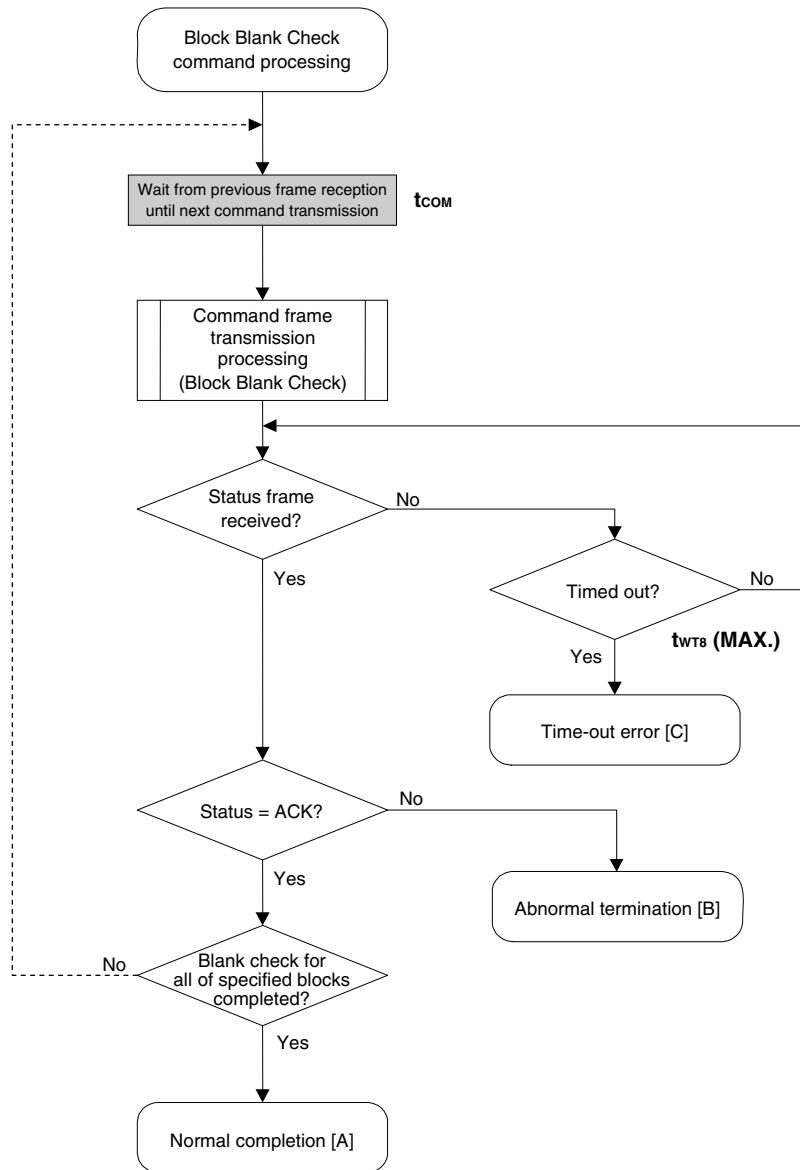 Block Blank Check
command processing
Wait from previous frame reception
until next command transmission
tCOM
Command frame
transmission
processing
(Block Blank Check)
Status frame
received?
No
Yes
Timed out?
No
tWT8 (MAX.)
Yes
Time-out error [C]
Status = ACK?
No
Yes
Abnormal termination [B]
Blank check for
all of specified blocks
completed?
No
Yes
Normal completion [A]